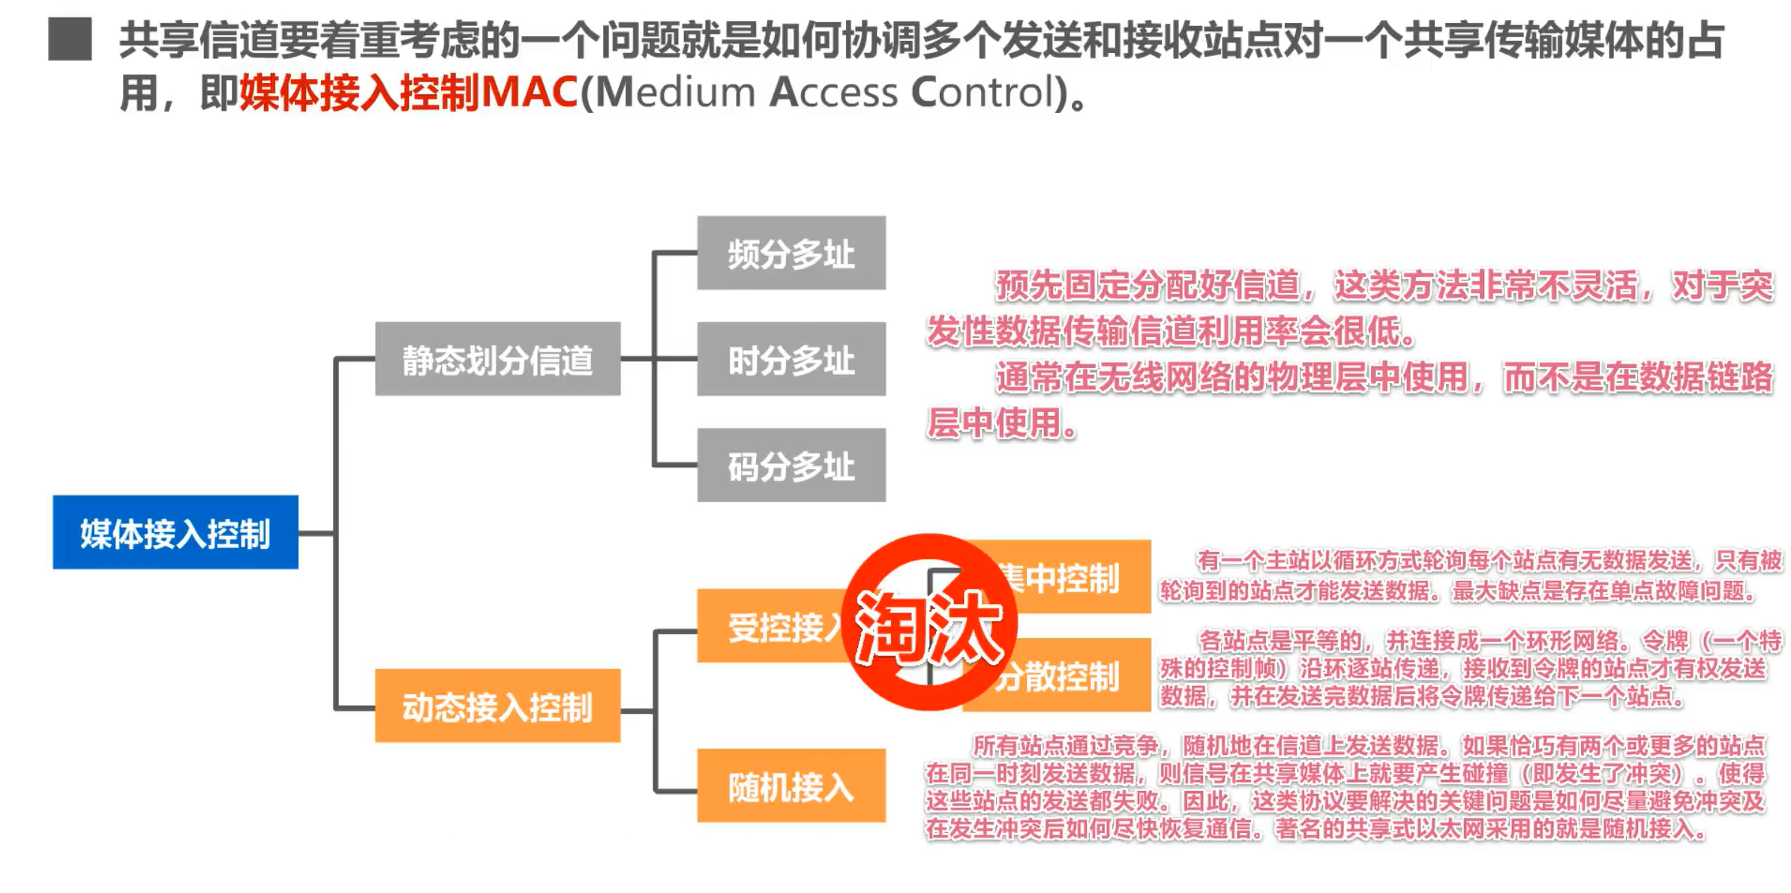 共享信道要着重考虑的一个问题就是如何协调多个发送和接收站点对一个共享传输媒体的占
用，即媒体接入控制MAC(Medium Access Control)。
频分多址
预先固定分配好信道，这类方法非常不灵活，对于突
发性数据传输信道利用率会很低。
静态划分信道
时分多址
通常在无线网络的物理层中使用，而不是在数据链路
层中使用。
码分多址
媒体接入控制
集中控制
有一个主站以循环方式轮询每个站点有无数据发送，只有被
轮询到的站点才能发送数据。最大缺点是存在单点故障问题。
受控接入
淘汰
分散控制
各站点是平等的，并连接成一个环形网络。令牌（一个特
殊的控制帧）沿环逐站传递，接收到令牌的站点才有权发送
数据，并在发送完数据后将令牌传递给下一个站点。
动态接入控制
随机接入
所有站点通过竞争，随机地在信道上发送数据。如果恰巧有两个或更多的站点
在同一时刻发送数据，则信号在共享媒体上就要产生碰撞（即发生了冲突）。使得
这些站点的发送都失败。因此，这类协议要解决的关键问题是如何尽量避免冲突及
在发生冲突后如何尽快恢复通信。著名的共享式以太网采用的就是随机接入。